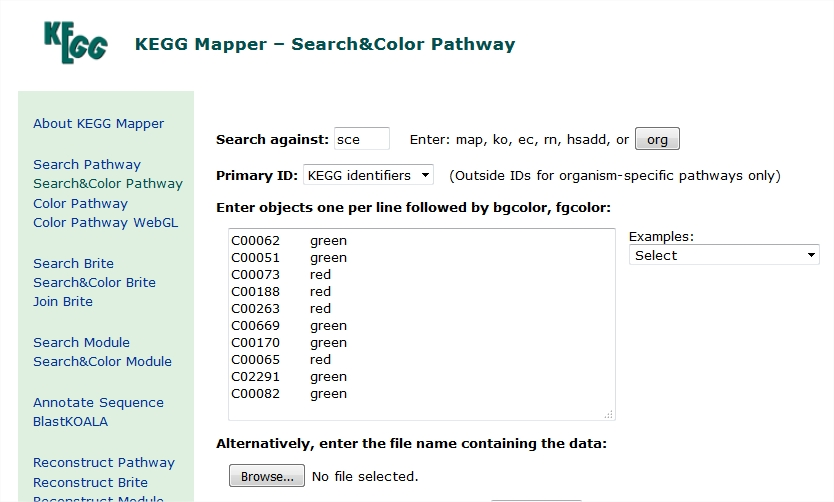 KEGG
KEGG Mapper – Search&Color Pathway
About KEGG Mapper
Search Pathway
Search&Color Pathway
Color Pathway
Color Pathway WebGL
Search Brite
Search&Color Brite
Join Brite
Search Module
Search&Color Module
Annotate Sequence
BlastKOALA
Reconstruct Pathway
Reconstruct Brite
Reconstruct Module
Search against: sce Enter: map, ko, ec, rn, hsadd, or org
Primary ID: KEGG identifiers (Outside IDs for organism-specific pathways only)
Enter objects one per line followed by bgcolor, fgcolor:
C00062 green
C00051 green
C00073 red
C00188 red
C00263 red
C00669 green
C00170 green
C00065 red
C02291 green
C00082 green
Examples:
Select
Alternatively, enter the file name containing the data:
Browse... No file selected.